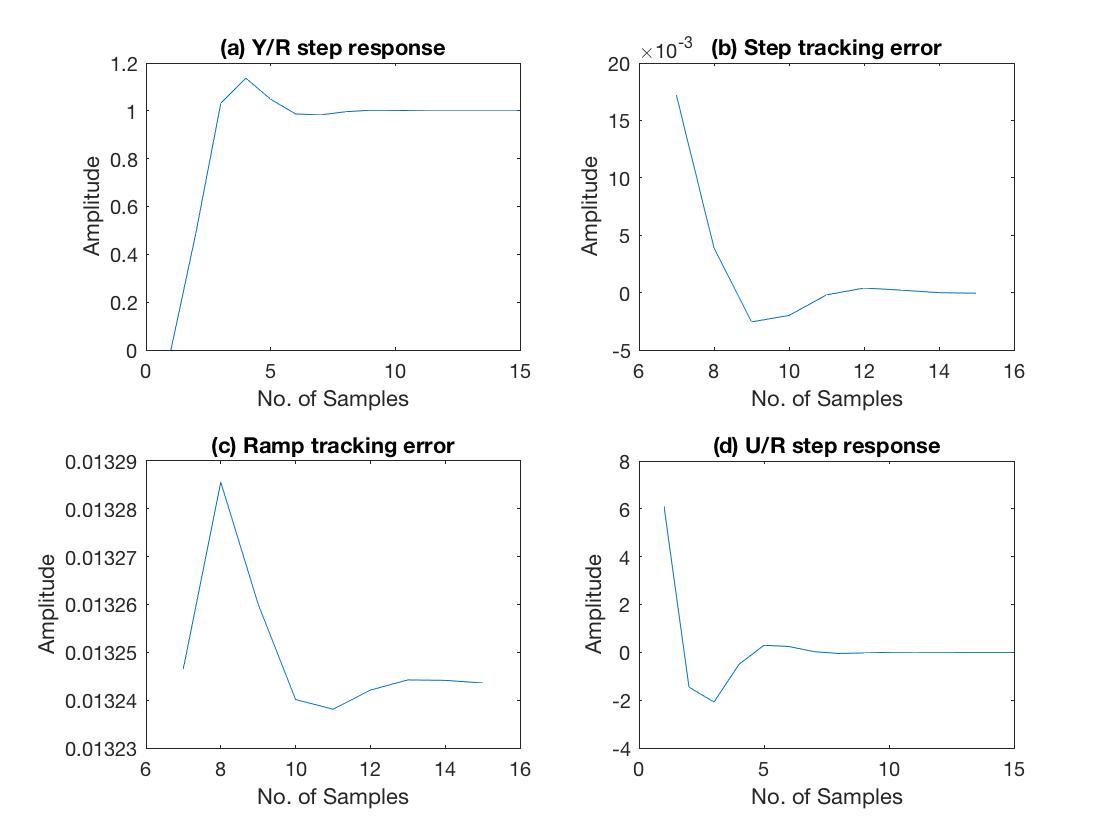 (a) Y/R step response
1.2
1
0.8
0.6
0.4
0.2
0
Amplitude
0 5 10 15
No. of Samples
×10-3 (b) Step tracking error
20
15
10
5
0
-5
Amplitude
6 8 10 12 14 16
No. of Samples
(c) Ramp tracking error
0.01329
0.01328
0.01327
0.01326
0.01325
0.01324
0.01323
Amplitude
6 8 10 12 14 16
No. of Samples
(d) U/R step response
8
6
4
2
0
-2
-4
Amplitude
0 5 10 15
No. of Samples